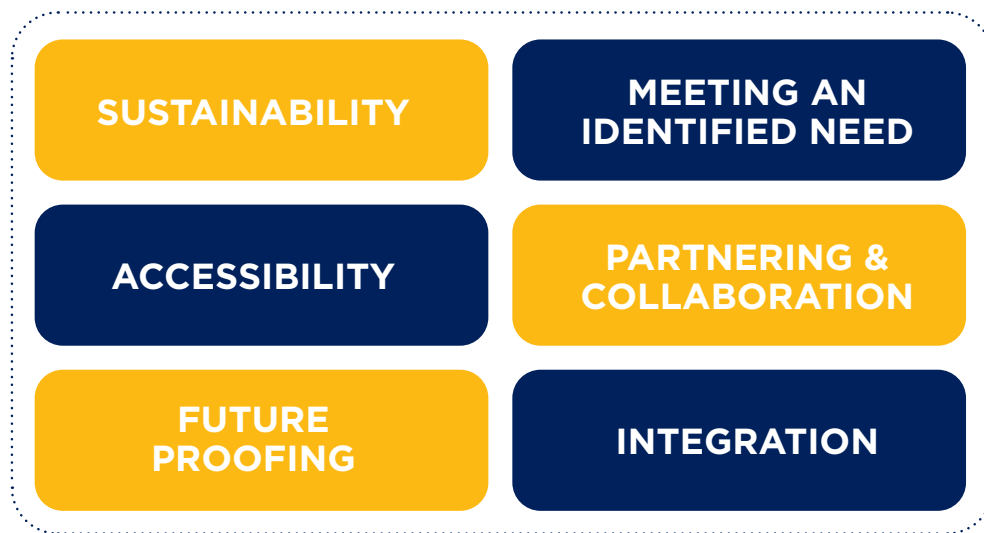 SUSTAINABILITY
MEETING AN
IDENTIFIED NEED
ACCESSIBILITY
PARTNERING &
COLLABORATION
FUTURE
PROOFING
INTEGRATION